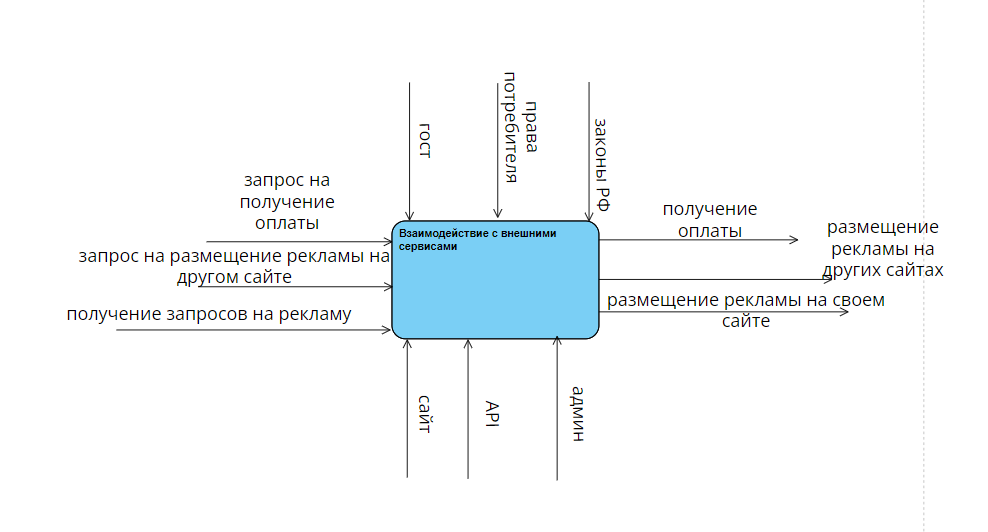 гост
права
потребителя
законы РФ
запрос на
получение
оплаты
запрос на размещение рекламы на
другом сайте
получение запросов на рекламу
Взаимодействие с внешними
сервисами
получение
оплаты
размещение
рекламы на
других сайтах
размещение рекламы на своем
сайте
сайт
API
админ